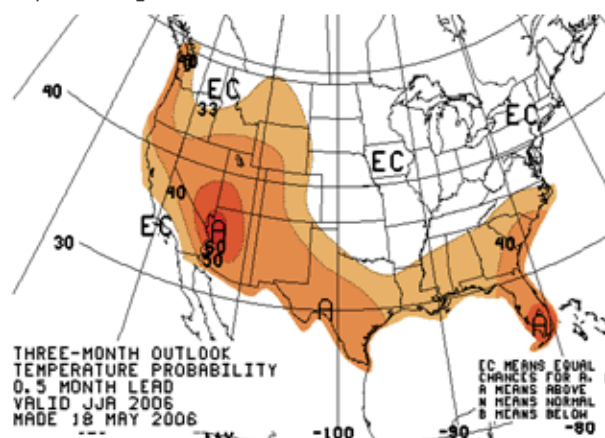 40
EC
33
EC
EC
40
EC
A
60
50
40
30
A
A
THREE-MONTH OUTLOOK
TEMPERATURE PROBABILITY
0.5 MONTH LEAD
VALID JJA 2006
MADE 18 MAY 2006
EC MEANS EQUAL
CHANCES FOR A,
A MEANS ABOVE
N MEANS NORMAL
B MEANS BELOW
-100
-90
-80